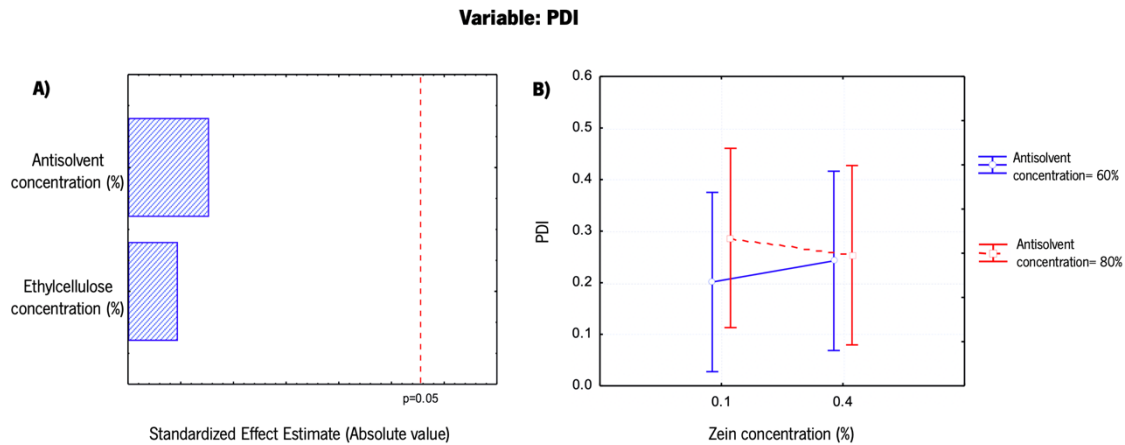 Variable: PDI
A)
Antisolvent
concentration (%)
Ethylcellulose
concentration (%)
p=0.05
Standardized Effect Estimate (Absolute value)
B)
0.6
0.5
0.4
0.3
0.2
0.1
0.0
PDI
0.1
0.4
Zein concentration (%)
Antisolvent
concentration= 60%
Antisolvent
concentration= 80%